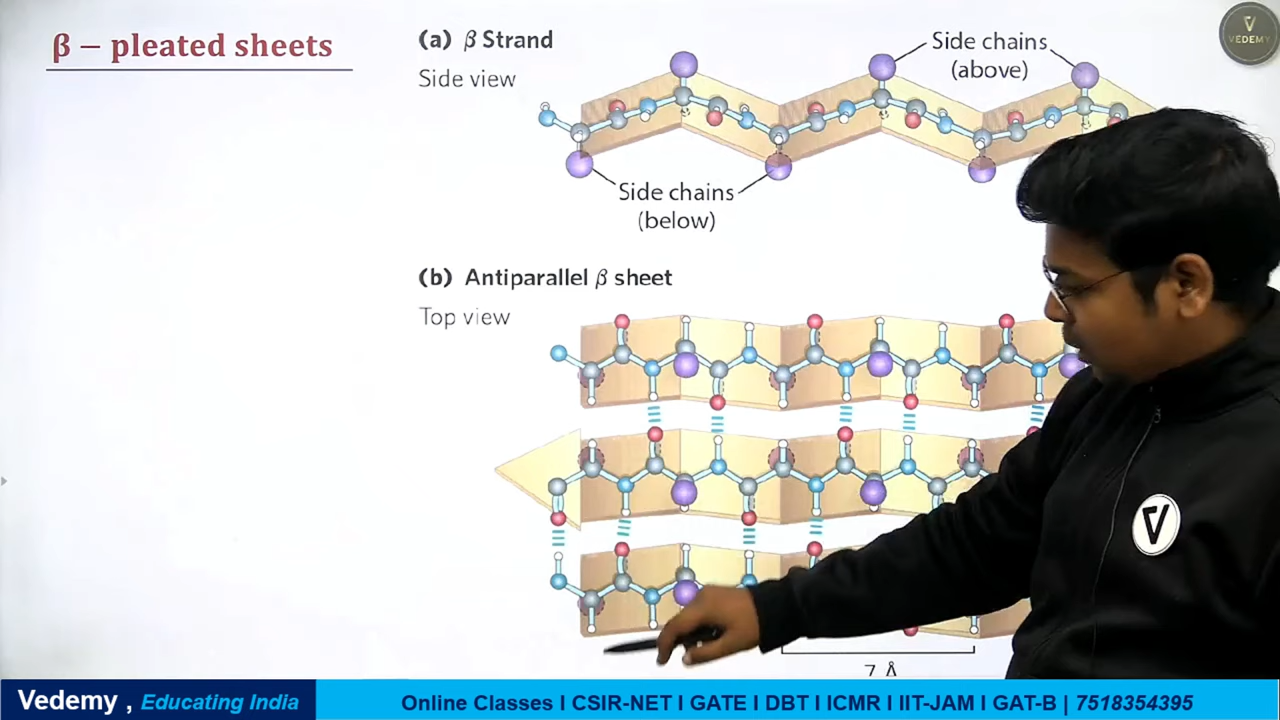 β – pleated sheets
(a) β Strand
Side view
Side chains
(above)
VEDEMY
Side chains
(below)
(b) Antiparallel β sheet
Top view
7 Å
Vedemy , Educating India
Online Classes I CSIR-NET I GATE I DBT I ICMR I IIT-JAM I GAT-B | 7518354395